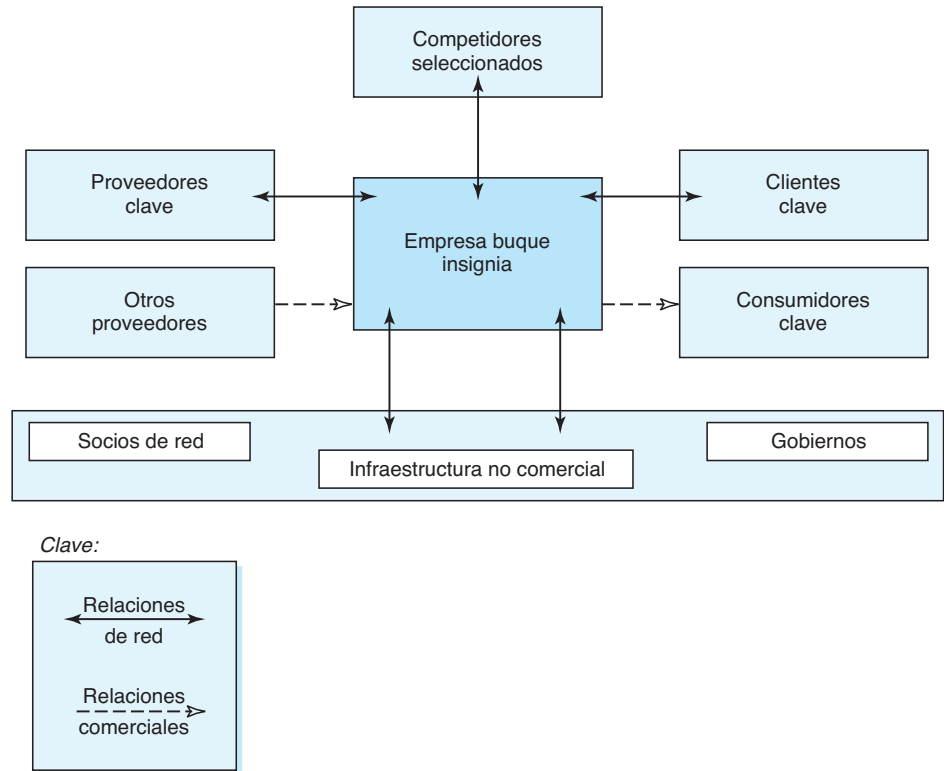 Competidores
seleccionados
Proveedores
clave
Clientes
clave
Empresa buque
insignia
Otros
proveedores
Consumidores
clave
Socios de red
Infraestructura no comercial
Gobiernos
Clave:
Relaciones
de red
Relaciones
comerciales